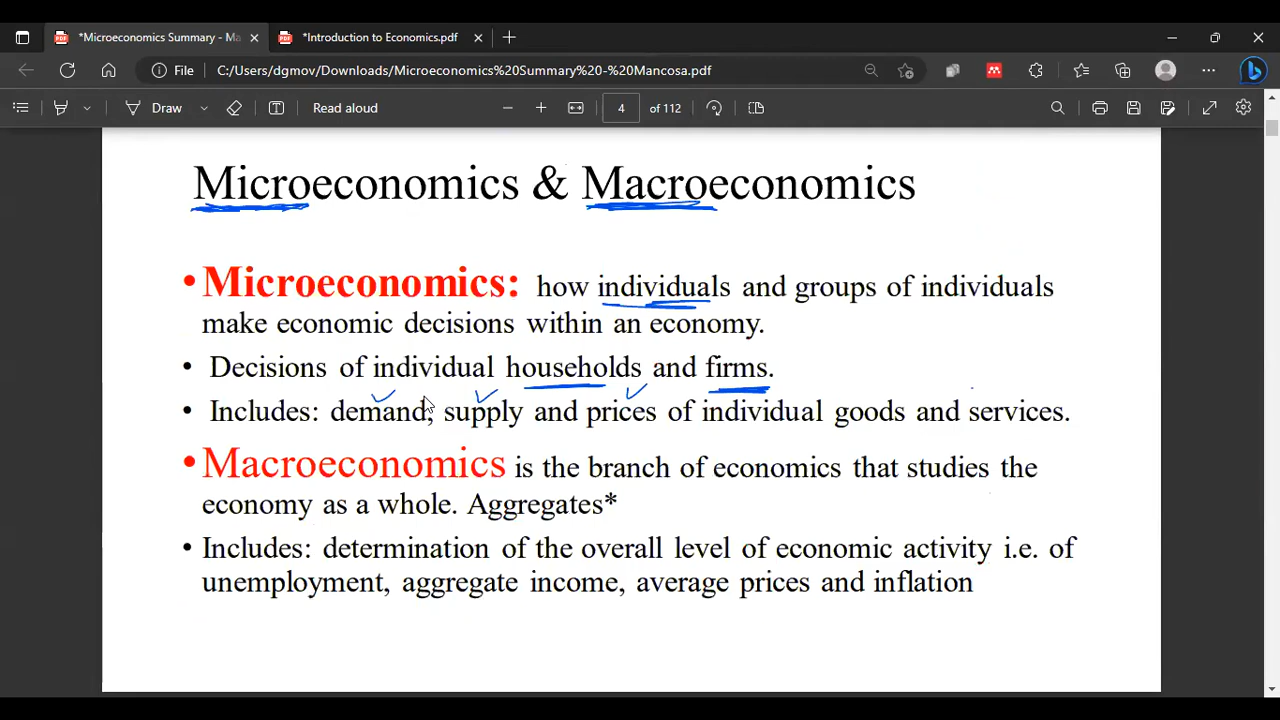 *Microeconomics Summary - Ma
*Introduction to Economics.pdf
File C:/Users/dgmov/Downloads/Microeconomics%20Summary%20-%20Mancosa.pdf
Draw Read aloud 4 of 112
Microeconomics & Macroeconomics
•Microeconomics: how individuals and groups of individuals
make economic decisions within an economy.
• Decisions of individual households and firms.
• Includes: demand, supply and prices of individual goods and services.
•Macroeconomics is the branch of economics that studies the
economy as a whole. Aggregates*
• Includes: determination of the overall level of economic activity i.e. of
unemployment, aggregate income, average prices and inflation